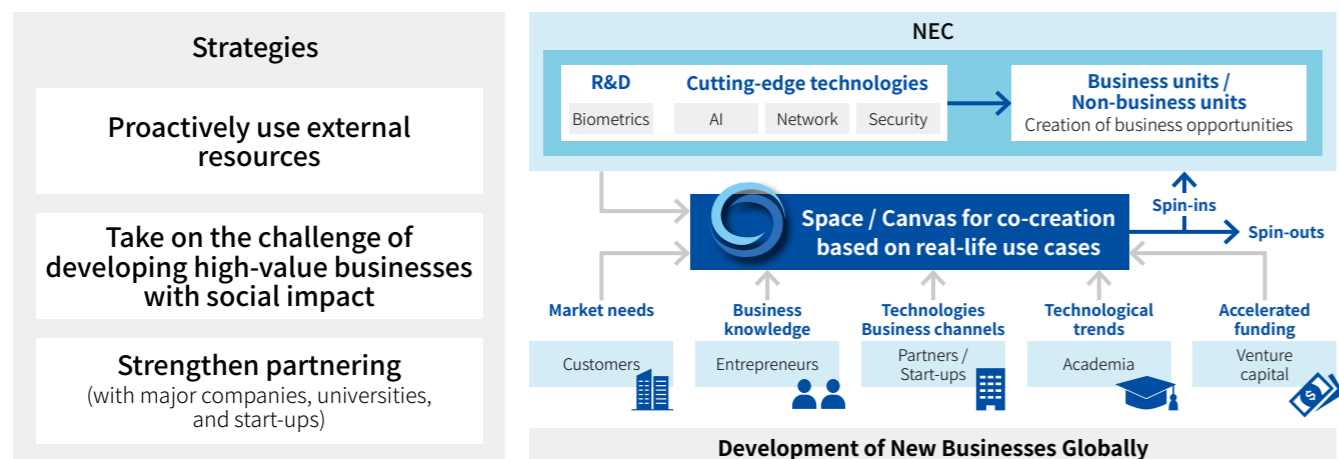 Strategies
Proactively use external
resources
Take on the challenge of
developing high-value businesses
with social impact
Strengthen partnering
(with major companies, universities,
and start-ups)
NEC
R&D
Cutting-edge technologies
Biometrics
AI
Network
Security
Business units /
Non-business units
Creation of business opportunities
Space / Canvas for co-creation
based on real-life use cases
Spin-ins
Spin-outs
Market needs
Customers
Business
knowledge
Entrepreneurs
Technologies
Business channels
Partners /
Start-ups
Technological
trends
Academia
Accelerated
funding
Venture
capital
$
Development of New Businesses Globally